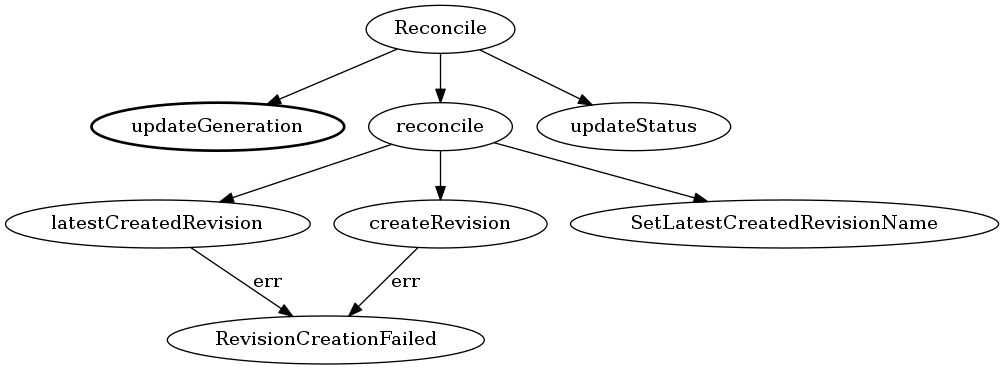 Reconcile
updateGeneration
reconcile
updateStatus
latestCreatedRevision
createRevision
SetLatestCreatedRevisionName
err
err
RevisionCreationFailed